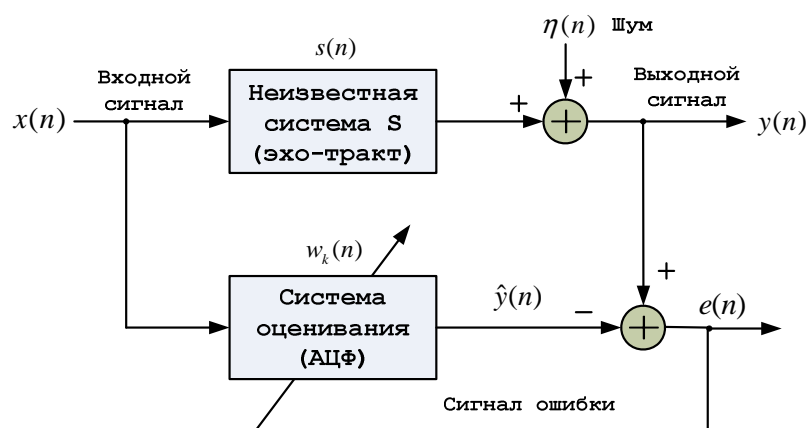 η(n) Шум
s(n)
Входной
сигнал
Неизвестная
система S
(эхо-тракт)
x(n)
+
+
+
Выходной
сигнал
y(n)
w_k(n)
Система
оценивания
(АЦФ)
ŷ(n)
−
+
+
e(n)
Сигнал ошибки